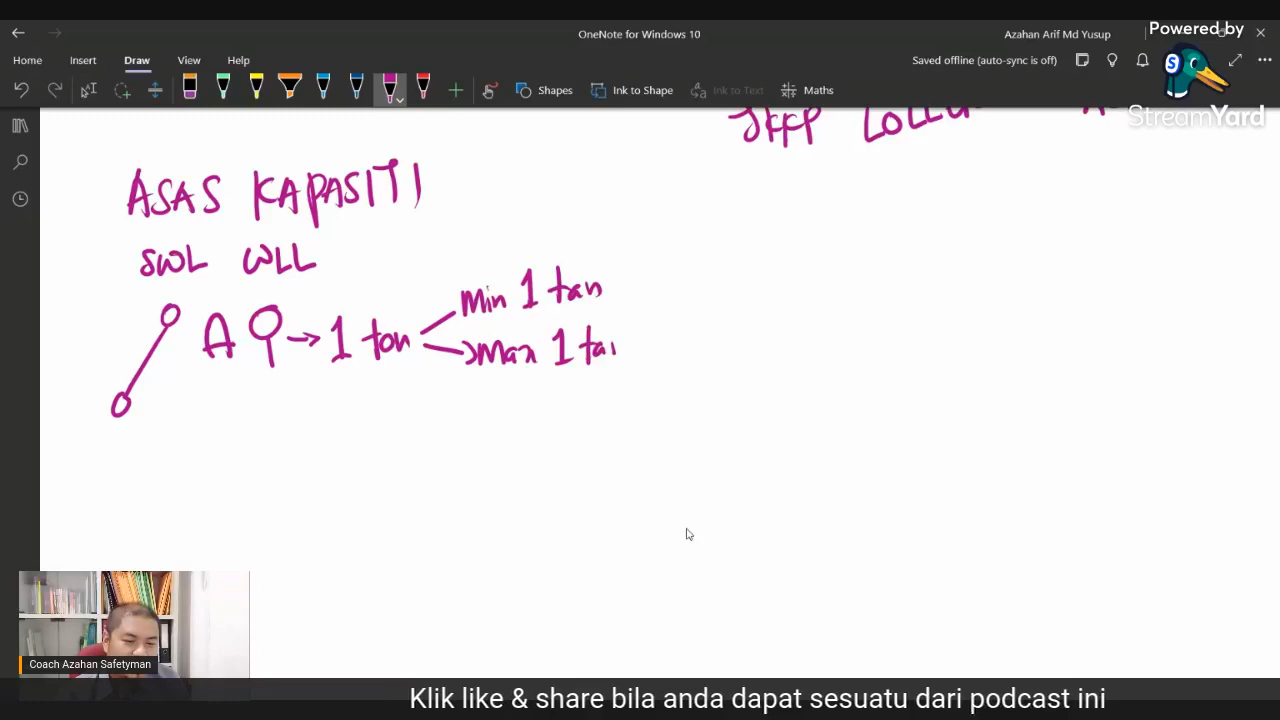 OneNote for Windows 10
Azahan Arif Md Yusup
Powered by
StreamYard
Home Insert Draw View Help
Saved offline (auto-sync is off)
Shapes Ink to Shape Ink to Text Maths
ASAS KAPASITI
SWL WLL
A → 1 ton
Min 1 tan
Max 1 tan
Coach Azahan Safetyman
Klik like & share bila anda dapat sesuatu dari podcast ini